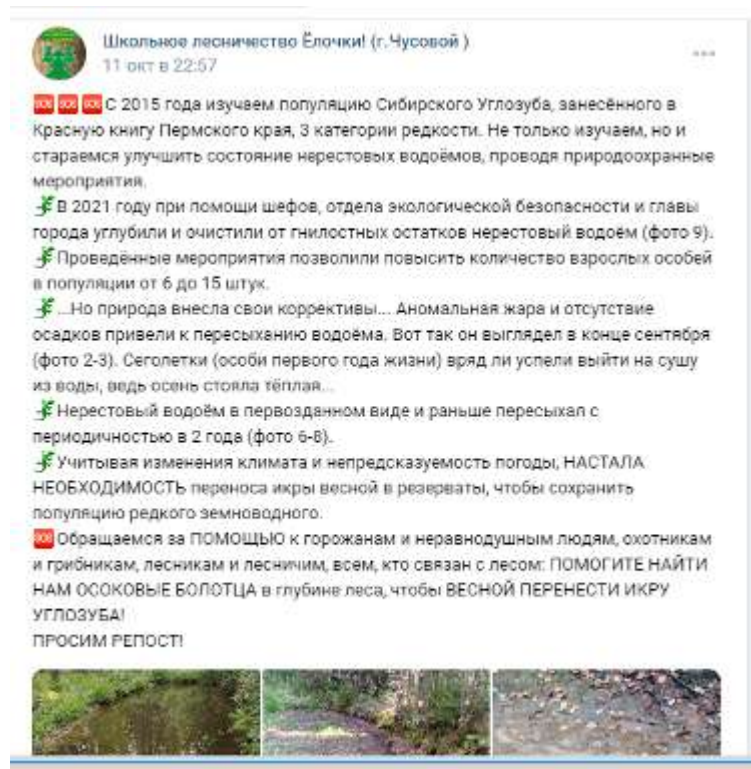 Школьное лесничество Ёлочки! (г.Чусовой )
11 окт в 22:57
🆘🆘🆘 С 2015 года изучаем популяцию Сибирского Углозуба, занесённого в
Красную книгу Пермского края, 3 категории редкости. Не только изучаем, но и
стараемся улучшить состояние нерестовых водоёмов, проводя природоохранные
мероприятия.
🦎В 2021 году при помощи шефов, отдела экологической безопасности и главы
города углубили и очистили от гнилостных остатков нерестовый водоём (фото 9).
🦎Проведённые мероприятия позволили повысить количество взрослых особей
в популяции от 6 до 15 штук.
🦎 ...Но природа внесла свои коррективы... Аномальная жара и отсутствие
осадков привели к пересыханию водоёма. Вот так он выглядел в конце сентября
(фото 2-3). Сеголетки (особи первого года жизни) вряд ли успели выйти на сушу
из воды, ведь осень стояла тёплая...
🦎Нерестовый водоём в первозданном виде и раньше пересыхал с
периодичностью в 2 года (фото 6-8).
🦎Учитывая изменения климата и непредсказуемость погоды, НАСТАЛА
НЕОБХОДИМОСТЬ переноса икры весной в резерваты, чтобы сохранить
популяцию редкого земноводного.
🆘Обращаемся за ПОМОЩЬЮ к горожанам и неравнодушным людям, охотникам
и грибникам, лесникам и лесничим, всем, кто связан с лесом: ПОМОГИТЕ НАЙТИ
НАМ ОСОКОВЫЕ БОЛОТЦА в глубине леса, чтобы ВЕСНОЙ ПЕРЕНЕСТИ ИКРУ
УГЛОЗУБА!
ПРОСИМ РЕПОСТ!